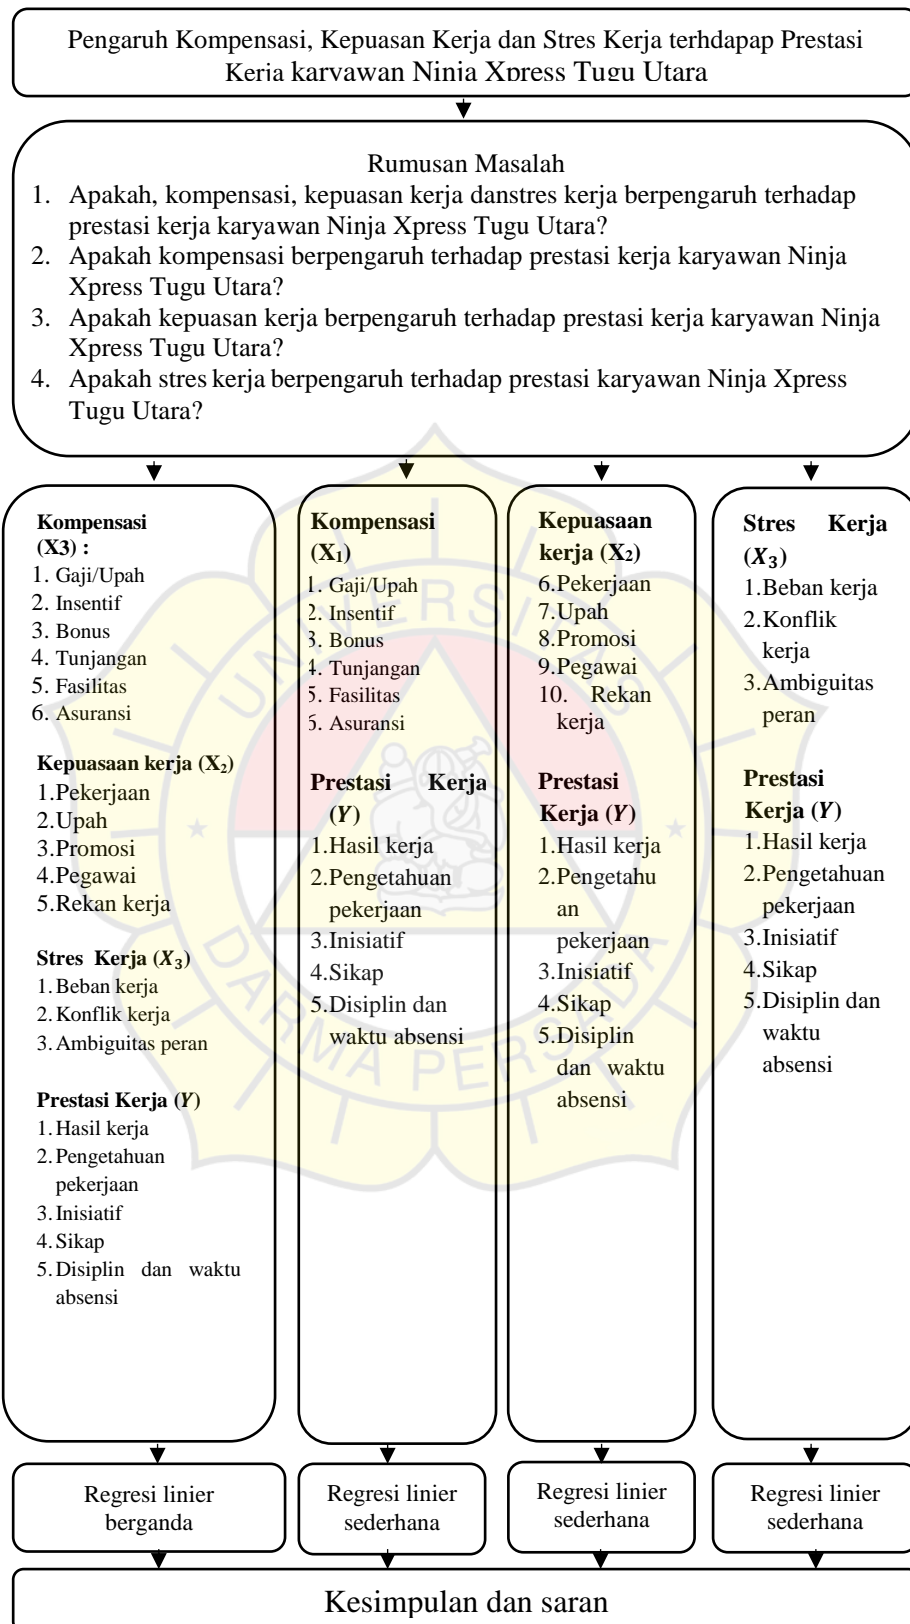 Pengaruh Kompensasi, Kepuasan Kerja dan Stres Kerja terhdapap Prestasi
Kerja karyawan Ninja Xpress Tugu Utara
Rumusan Masalah
1. Apakah, kompensasi, kepuasan kerja danstres kerja berpengaruh terhadap
prestasi kerja karyawan Ninja Xpress Tugu Utara?
2. Apakah kompensasi berpengaruh terhadap prestasi kerja karyawan Ninja
Xpress Tugu Utara?
3. Apakah kepuasan kerja berpengaruh terhadap prestasi kerja karyawan Ninja
Xpress Tugu Utara?
4. Apakah stres kerja berpengaruh terhadap prestasi karyawan Ninja Xpress
Tugu Utara?
Kompensasi
(X3) :
1. Gaji/Upah
2. Insentif
3. Bonus
4. Tunjangan
5. Fasilitas
6. Asuransi
Kepuasaan kerja (X₂)
1.Pekerjaan
2.Upah
3.Promosi
4.Pegawai
5.Rekan kerja
Stres Kerja (X₃)
1. Beban kerja
2. Konflik kerja
3. Ambiguitas peran
Prestasi Kerja (Y)
1. Hasil kerja
2. Pengetahuan
pekerjaan
3. Inisiatif
4. Sikap
5. Disiplin dan waktu
absensi
Kompensasi
(X₁)
1. Gaji/Upah
2. Insentif
3. Bonus
4. Tunjangan
5. Fasilitas
6. Asuransi
Prestasi Kerja
(Y)
1.Hasil kerja
2.Pengetahuan
pekerjaan
3.Inisiatif
4.Sikap
5.Disiplin dan
waktu absensi
Kepuasaan
kerja (X₂)
6.Pekerjaan
7.Upah
8.Promosi
9.Pegawai
10. Rekan
kerja
Prestasi
Kerja (Y)
1.Hasil kerja
2.Pengetahu
an
pekerjaan
3.Inisiatif
4.Sikap
5.Disiplin
dan waktu
absensi
Stres Kerja
(X₃)
1.Beban kerja
2.Konflik
kerja
3.Ambiguitas
peran
Prestasi
Kerja (Y)
1.Hasil kerja
2.Pengetahuan
pekerjaan
3.Inisiatif
4.Sikap
5.Disiplin dan
waktu
absensi
UNIVERSITAS
DARMA PERSADA
Regresi linier
berganda
Regresi linier
sederhana
Regresi linier
sederhana
Regresi linier
sederhana
Kesimpulan dan saran